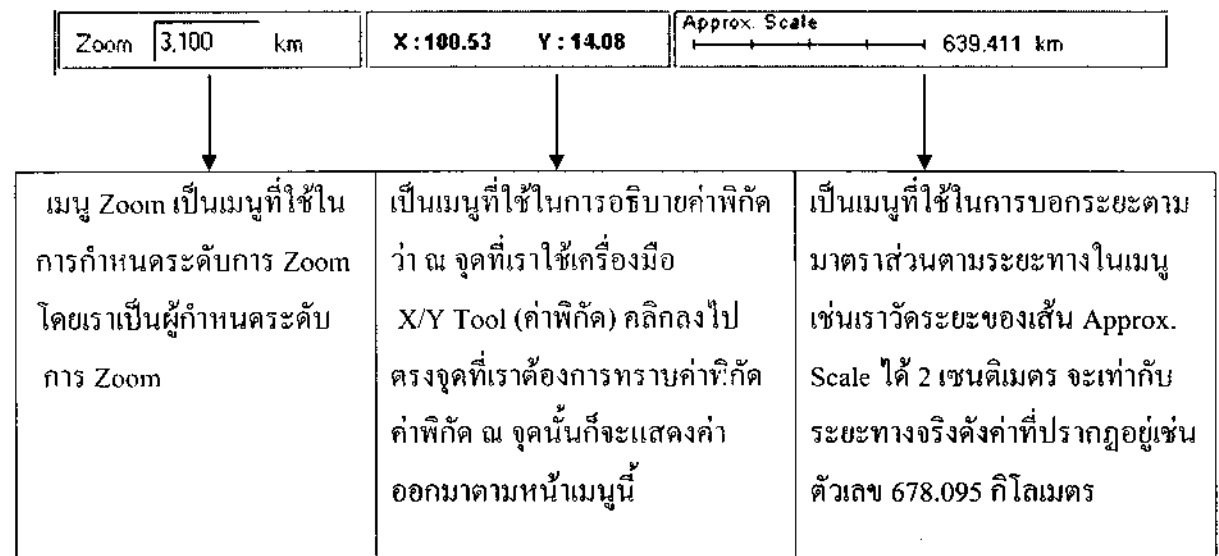 Zoom 3,100 km
X:100.53 Y:14.08
Approx. Scale
639.411 km
เมนู Zoom เป็นเมนูที่ใช้ใน
การกำหนดระดับการ Zoom
โดยเราเป็นผู้กำหนดระดับ
การ Zoom
เป็นเมนูที่ใช้ในการอธิบายค่าพิกัด
ว่า ณ จุดที่เราใช้เครื่องมือ
X/Y Tool (ค่าพิกัด) คลิกลงไป
ตรงจุดที่เราต้องการทราบค่าพิกัด
ค่าพิกัด ณ จุดนั้นก็จะแสดงค่า
ออกมาตามหน้าเมนูนี้
เป็นเมนูที่ใช้ในการบอกระยะตาม
มาตราส่วนตามระยะทางในเมนู
เช่นเราวัดระยะของเส้น Approx.
Scale ได้ 2 เซนติเมตร จะเท่ากับ
ระยะทางจริงดังค่าที่ปรากฏอยู่เช่น
ตัวเลข 678.095 กิโลเมตร